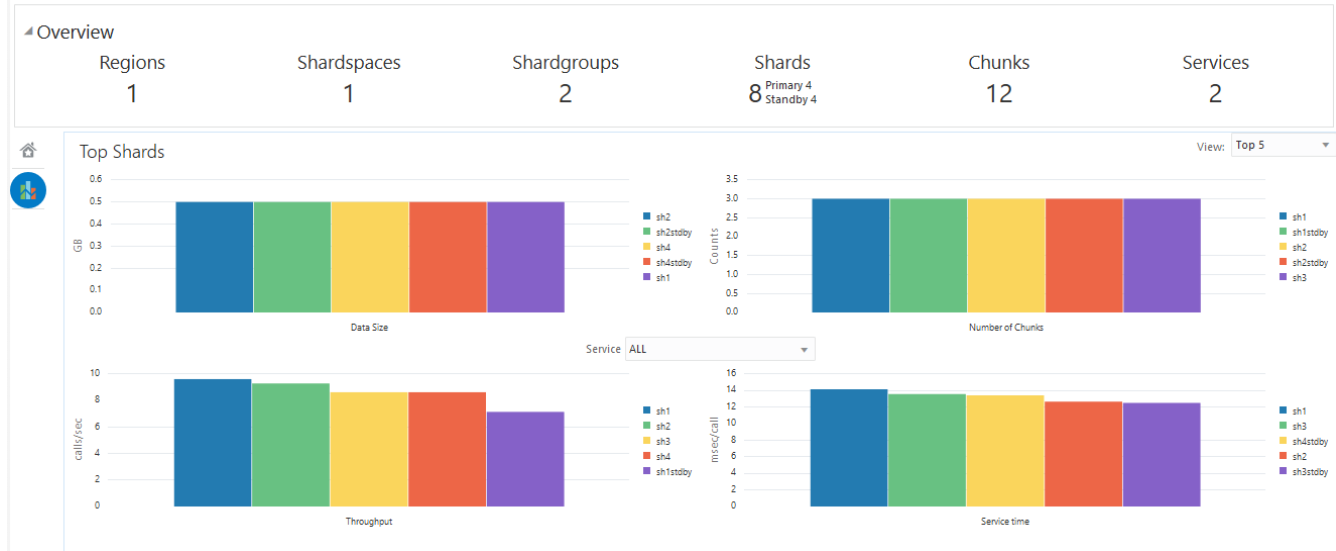 Overview
Regions
1
Shardspaces
1
Shardgroups
2
Shards
8 Primary 4
Standby 4
Chunks
12
Services
2
Top Shards
View: Top 5
0.6
0.5
0.4
0.3
0.2
0.1
0.0
GB
Data Size
sh2
sh2stdby
sh4
sh4stdby
sh1
3.5
3.0
2.5
2.0
1.5
1.0
0.5
0.0
Counts
Number of Chunks
sh1
sh1stdby
sh2
sh2stdby
sh3
Service ALL
10
8
6
4
2
0
calls/sec
Throughput
sh1
sh2
sh3
sh4
sh1stdby
16
14
12
10
8
6
4
2
0
msec/call
Service time
sh1
sh3
sh4stdby
sh2
sh3stdby